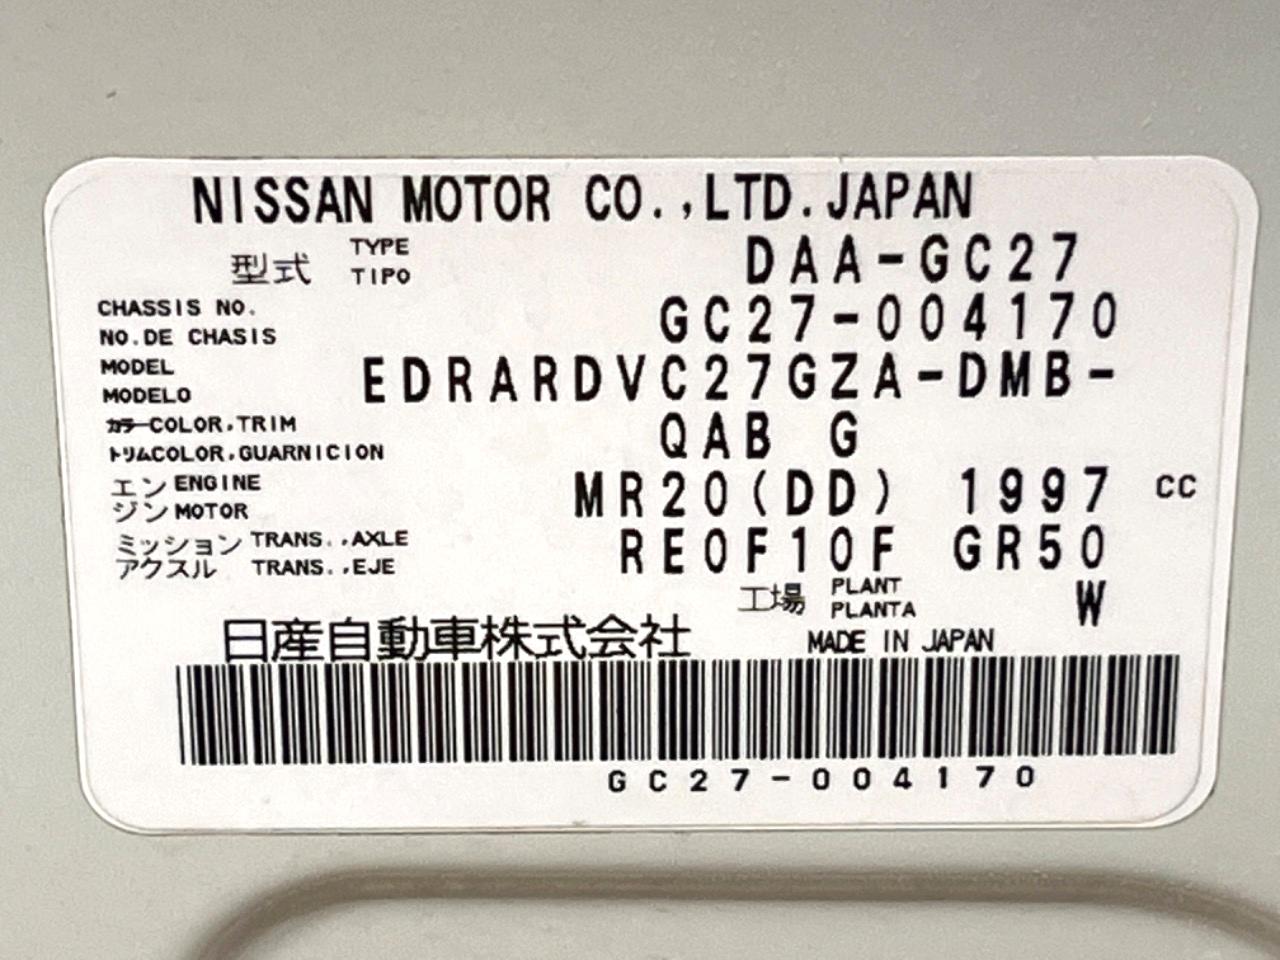 NISSAN MOTOR CO.,LTD.JAPAN
型式 TYPE TIPO DAA-GC27
CHASSIS NO. NO.DE CHASIS GC27-004170
MODEL MODELO EDRARDVC27GZA-DMB-
カラーCOLOR,TRIM トリムCOLOR,GUARNICION QAB G
エンジン ENGINE MOTOR MR20(DD) 1997 CC
ミッション TRANS.,AXLE アクスル TRANS.,EJE RE0F10F GR50
工場 PLANT PLANTA W
日産自動車株式会社 MADE IN JAPAN
GC27-004170